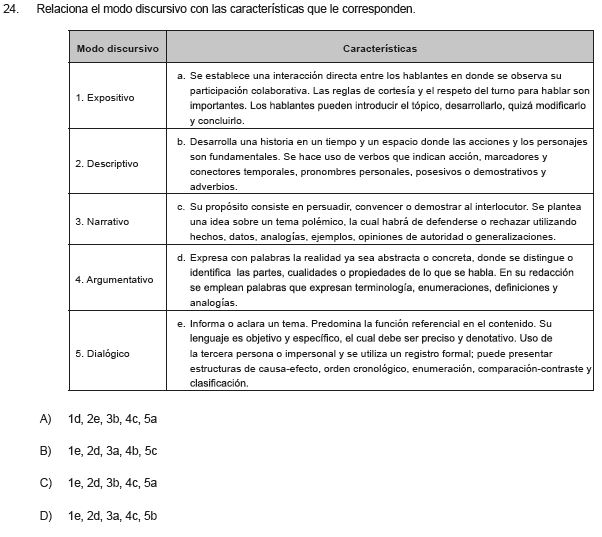 24. Relaciona el modo discursivo con las características que le corresponden.
Modo discursivo
Características
1. Expositivo
a. Se establece una interacción directa entre los hablantes en donde se observa su
participación colaborativa. Las reglas de cortesía y el respeto del turno para hablar son
importantes. Los hablantes pueden introducir el tópico, desarrollarlo, quizá modificarlo
y concluirlo.
2. Descriptivo
b. Desarrolla una historia en un tiempo y un espacio donde las acciones y los personajes
son fundamentales. Se hace uso de verbos que indican acción, marcadores y
conectores temporales, pronombres personales, posesivos o demostrativos y
adverbios.
3. Narrativo
c. Su propósito consiste en persuadir, convencer o demostrar al interlocutor. Se plantea
una idea sobre un tema polémico, la cual habrá de defenderse o rechazar utilizando
hechos, datos, analogías, ejemplos, opiniones de autoridad o generalizaciones.
4. Argumentativo
d. Expresa con palabras la realidad ya sea abstracta o concreta, donde se distingue o
identifica las partes, cualidades o propiedades de lo que se habla. En su redacción
se emplean palabras que expresan terminología, enumeraciones, definiciones y
analogías.
5. Dialógico
e. Informa o aclara un tema. Predomina la función referencial en el contenido. Su
lenguaje es objetivo y específico, el cual debe ser preciso y denotativo. Uso de
la tercera persona o impersonal y se utiliza un registro formal; puede presentar
estructuras de causa-efecto, orden cronológico, enumeración, comparación-contraste y
clasificación.
A) 1d, 2e, 3b, 4c, 5a
B) 1e, 2d, 3a, 4b, 5c
C) 1e, 2d, 3b, 4c, 5a
D) 1e, 2d, 3a, 4c, 5b